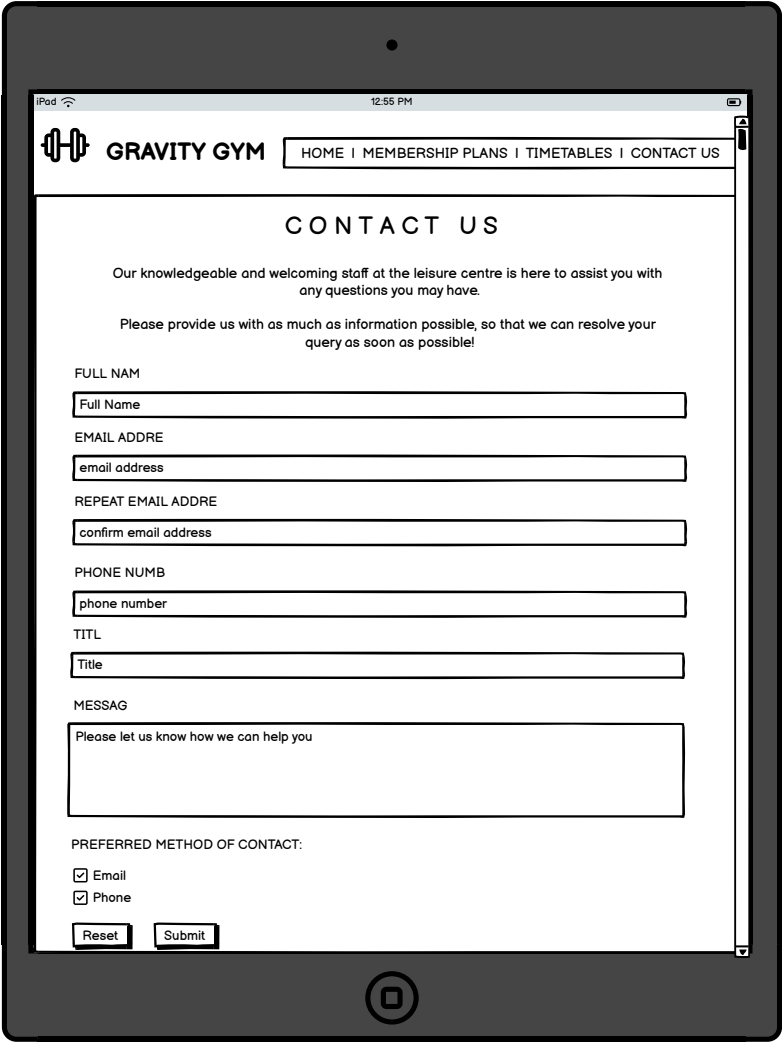 iPad 12:55 PM
GRAVITY GYM
HOME | MEMBERSHIP PLANS | TIMETABLES | CONTACT US
CONTACT US
Our knowledgeable and welcoming staff at the leisure centre is here to assist you with
any questions you may have.
Please provide us with as much as information possible, so that we can resolve your
query as soon as possible!
FULL NAM
Full Name
EMAIL ADDRE
email address
REPEAT EMAIL ADDRE
confirm email address
PHONE NUMB
phone number
TITL
Title
MESSAG
Please let us know how we can help you
PREFERRED METHOD OF CONTACT:
Email
Phone
Reset Submit